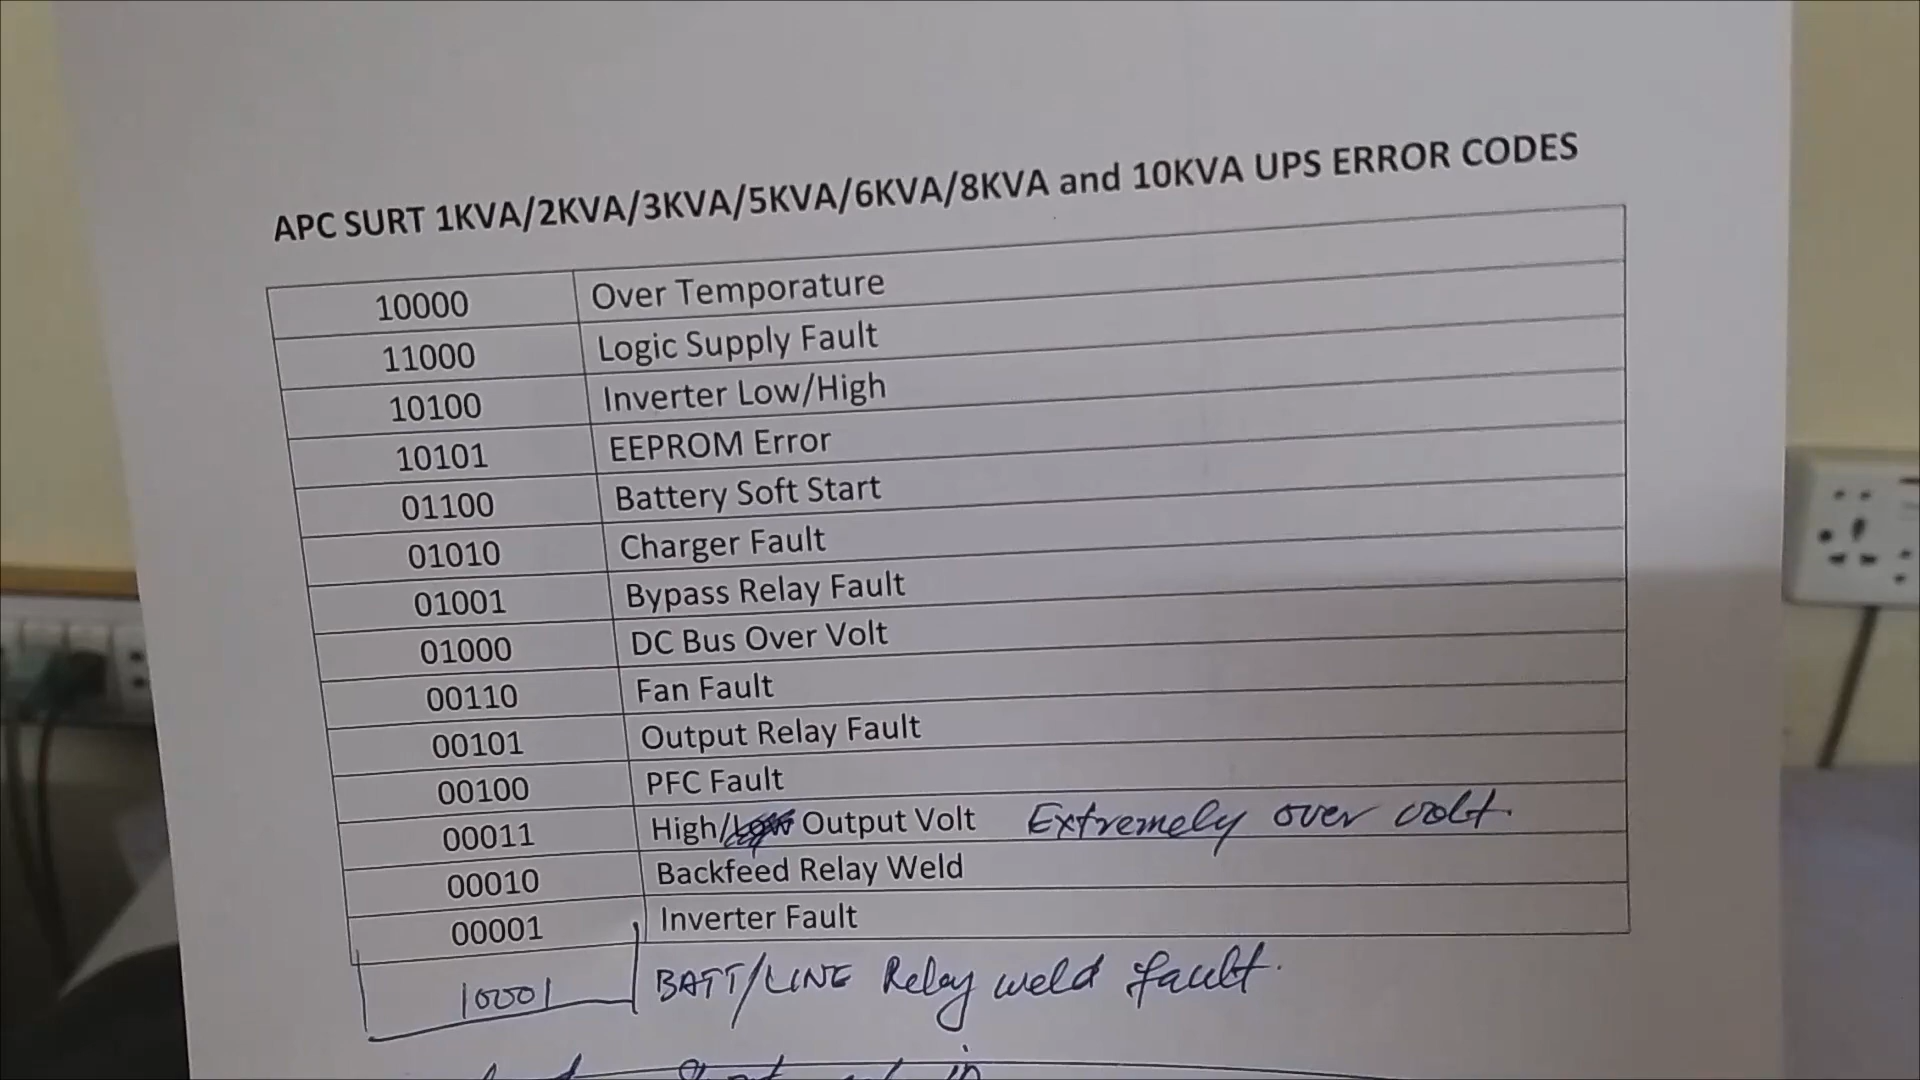 APC SURT 1KVA/2KVA/3KVA/5KVA/6KVA/8KVA and 10KVA UPS ERROR CODES
10000 Over Temporature
11000 Logic Supply Fault
10100 Inverter Low/High
10101 EEPROM Error
01100 Battery Soft Start
01010 Charger Fault
01001 Bypass Relay Fault
01000 DC Bus Over Volt
00110 Fan Fault
00101 Output Relay Fault
00100 PFC Fault
00011 High/Low Output Volt Extremely over volt.
00010 Backfeed Relay Weld
00001 Inverter Fault
10001 BATT/LINE Relay weld fault.